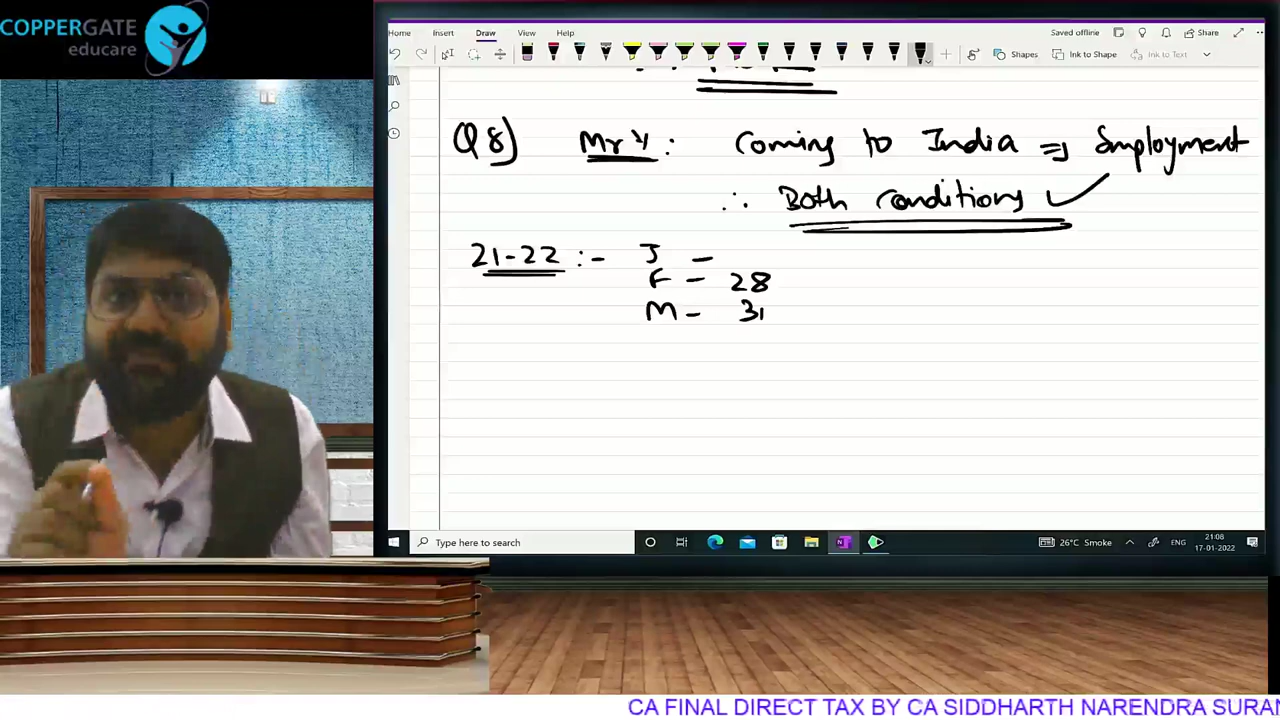 COPPERGATE
educare
Home Insert Draw View Help
Saved offline
Share
Shapes
Ink to Shape
Ink to Text
Q8] Mr Y: Coming to India ⇒ Employment
∴ Both conditions ✓
21-22 :- J -
F - 28
M - 31
Type here to search
26°C Smoke
ENG
21:08
17-01-2022
CA FINAL DIRECT TAX BY CA SIDDHARTH NARENDRA SURAN